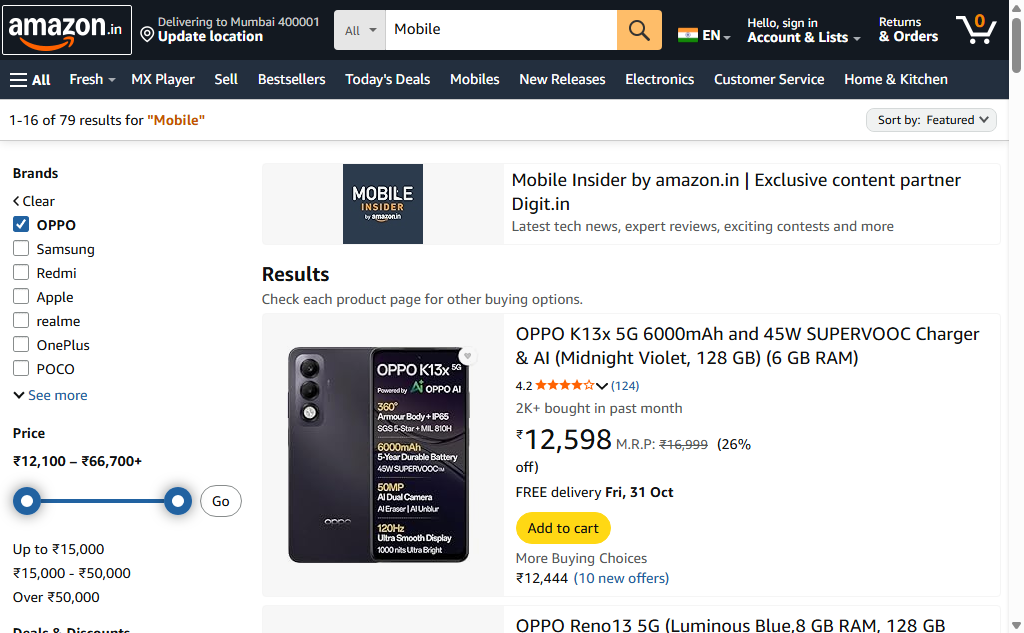 amazon.in
Delivering to Mumbai 400001
Update location
All
Mobile
EN
Hello, sign in
Account & Lists
Returns
& Orders
0
All
Fresh
MX Player
Sell
Bestsellers
Today's Deals
Mobiles
New Releases
Electronics
Customer Service
Home & Kitchen
1-16 of 79 results for "Mobile"
Sort by: Featured
Brands
Clear
OPPO
Samsung
Redmi
Apple
realme
OnePlus
POCO
See more
Price
₹12,100 – ₹66,700+
Go
Up to ₹15,000
₹15,000 - ₹50,000
Over ₹50,000
Deals & Discounts
MOBILE
INSIDER
by amazon.in
Mobile Insider by amazon.in | Exclusive content partner
Digit.in
Latest tech news, expert reviews, exciting contests and more
Results
Check each product page for other buying options.
OPPO K13x 5G
Powered by Ai OPPO AI
360°
Armour Body + IP65
SGS 5-Star + MIL 810H
6000mAh
5-Year Durable Battery
45W SUPERVOOC™
50MP
AI Dual Camera
AI Eraser | AI Unblur
120Hz
Ultra Smooth Display
1000 nits Ultra Bright
oppo
OPPO K13x 5G 6000mAh and 45W SUPERVOOC Charger
& AI (Midnight Violet, 128 GB) (6 GB RAM)
4.2 (124)
2K+ bought in past month
₹12,598 M.R.P: ₹16,999 (26%
off)
FREE delivery Fri, 31 Oct
Add to cart
More Buying Choices
₹12,444 (10 new offers)
OPPO Reno13 5G (Luminous Blue,8 GB RAM, 128 GB